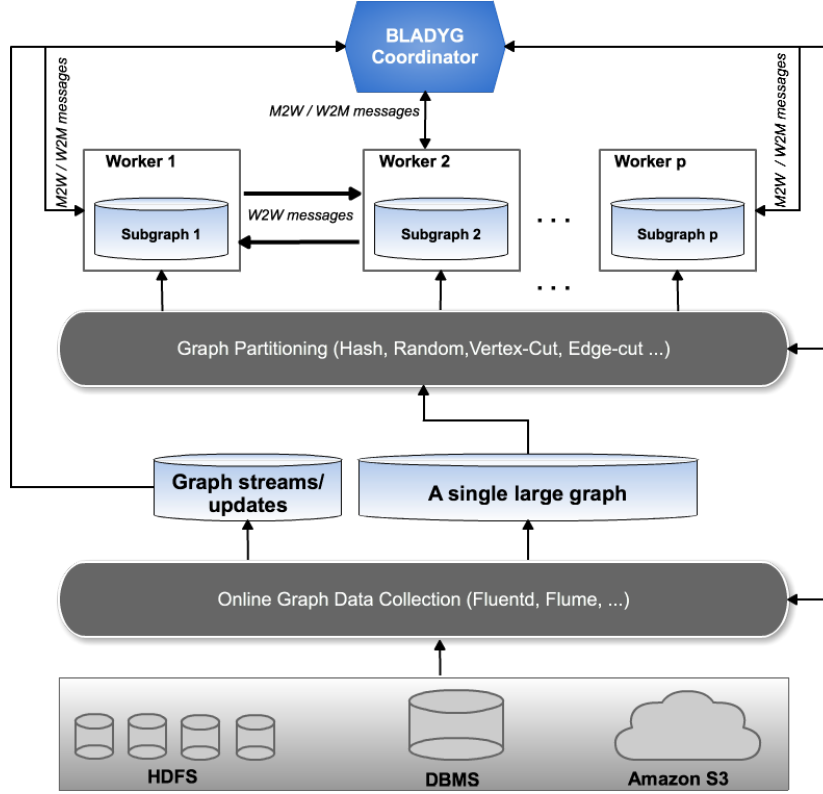 BLADYG
Coordinator
M2W / W2M messages
M2W / W2M messages
M2W / W2M messages
Worker 1
Worker 2
Worker p
W2W messages
Subgraph 1
Subgraph 2
Subgraph p
. . .
. . .
Graph Partitioning (Hash, Random,Vertex-Cut, Edge-cut ...)
Graph streams/
updates
A single large graph
Online Graph Data Collection (Fluentd, Flume, ...)
HDFS
DBMS
Amazon S3